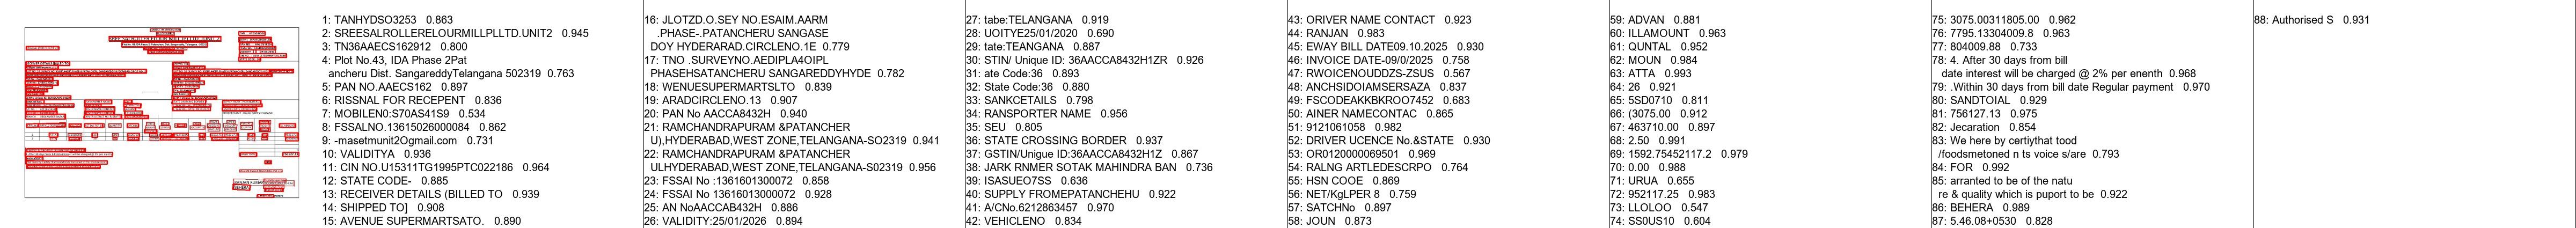 1: TANHYDSO3253 0.863
2: SREESALROLLERELOURMILLPLLTD.UNIT2 0.945
3: TN36AAECS162912 0.800
4: Plot No.43, IDA Phase 2Pat
ancheru Dist. SangareddyTelangana 502319 0.763
5: PAN NO.AAECS162 0.897
6: RISSNAL FOR RECEPENT 0.836
7: MOBILEN0:S70AS41S9 0.534
8: FSSALNO.13615026000084 0.862
9: -masetmunit2Ogmail.com 0.731
10: VALIDITYA 0.936
11: CIN NO.U15311TG1995PTC022186 0.964
12: STATE CODE- 0.885
13: RECEIVER DETAILS (BILLED TO 0.939
14: SHIPPED TO] 0.908
15: AVENUE SUPERMARTSATO. 0.890
16: JLOTZD.O.SEY NO.ESAIM.AARM
.PHASE-.PATANCHERU SANGASE
DOY HYDERARAD.CIRCLENO.1E 0.779
17: TNO .SURVEYNO.AEDIPLA4OIPL
PHASEHSATANCHERU SANGAREDDYHYDE 0.782
18: WENUESUPERMARTSLTO 0.839
19: ARADCIRCLENO.13 0.907
20: PAN No AACCA8432H 0.940
21: RAMCHANDRAPURAM &PATANCHER
U),HYDERABAD,WEST ZONE,TELANGANA-SO2319 0.941
22: RAMCHANDRAPURAM &PATANCHER
ULHYDERABAD,WEST ZONE,TELANGANA-S02319 0.956
23: FSSAI No :13616013000072 0.858
24: FSSAI No 13616013000072 0.928
25: AN NoAACCAB432H 0.886
26: VALIDITY:25/01/2026 0.894
27: tabe:TELANGANA 0.919
28: UOITYE25/01/2020 0.690
29: tate:TEANGANA 0.887
30: STIN/ Unique ID: 36AACCA8432H1ZR 0.926
31: ate Code:36 0.893
32: State Code:36 0.880
33: SANKCETAILS 0.798
34: RANSPORTER NAME 0.956
35: SEU 0.805
36: STATE CROSSING BORDER 0.937
37: GSTIN/Unigue ID:36AACCA8432H1Z 0.867
38: JARK RNMER SOTAK MAHINDRA BAN 0.736
39: ISASUEO7SS 0.636
40: SUPPLY FROMEPATANCHEHU 0.922
41: A/CNo.6212863457 0.970
42: VEHICLENO 0.834
43: ORIVER NAME CONTACT 0.923
44: RANJAN 0.983
45: EWAY BILL DATE09.10.2025 0.930
46: INVOICE DATE-09/0/2025 0.758
47: RWOICENOUDDZS-ZSUS 0.567
48: ANCHSIDOIAMSERSAZA 0.837
49: FSCODEAKKBKROO7452 0.683
50: AINER NAMECONTAC 0.865
51: 9121061058 0.982
52: DRIVER UCENCE No.&STATE 0.930
53: OR0120000069501 0.969
54: RALNG ARTLEDESCRPO 0.764
55: HSN COOE 0.869
56: NET/KgLPER 8 0.759
57: SATCHNo 0.897
58: JOUN 0.873
59: ADVAN 0.881
60: ILLAMOUNT 0.963
61: QUNTAL 0.952
62: MOUN 0.984
63: ATTA 0.993
64: 26 0.921
65: 5SD0710 0.811
66: (3075.00 0.912
67: 463710.00 0.897
68: 2.50 0.991
69: 1592.75452117.2 0.979
70: 0.00 0.988
71: URUA 0.655
72: 952117.25 0.983
73: LLOLOO 0.547
74: SS0US10 0.604
75: 3075.00311805.00 0.962
76: 7795.13304009.8 0.963
77: 804009.88 0.733
78: 4. After 30 days from bill
date interest will be charged @ 2% per enenth 0.968
79: .Within 30 days from bill date Regular payment 0.970
80: SANDTOIAL 0.929
81: 756127.13 0.975
82: Jecaration 0.854
83: We here by certiythat tood
/foodsmetoned n ts voice s/are 0.793
84: FOR 0.992
85: arranted to be of the natu
re & quality which is puport to be 0.922
86: BEHERA 0.989
87: 5.46.08+0530 0.828
88: Authorised S 0.931